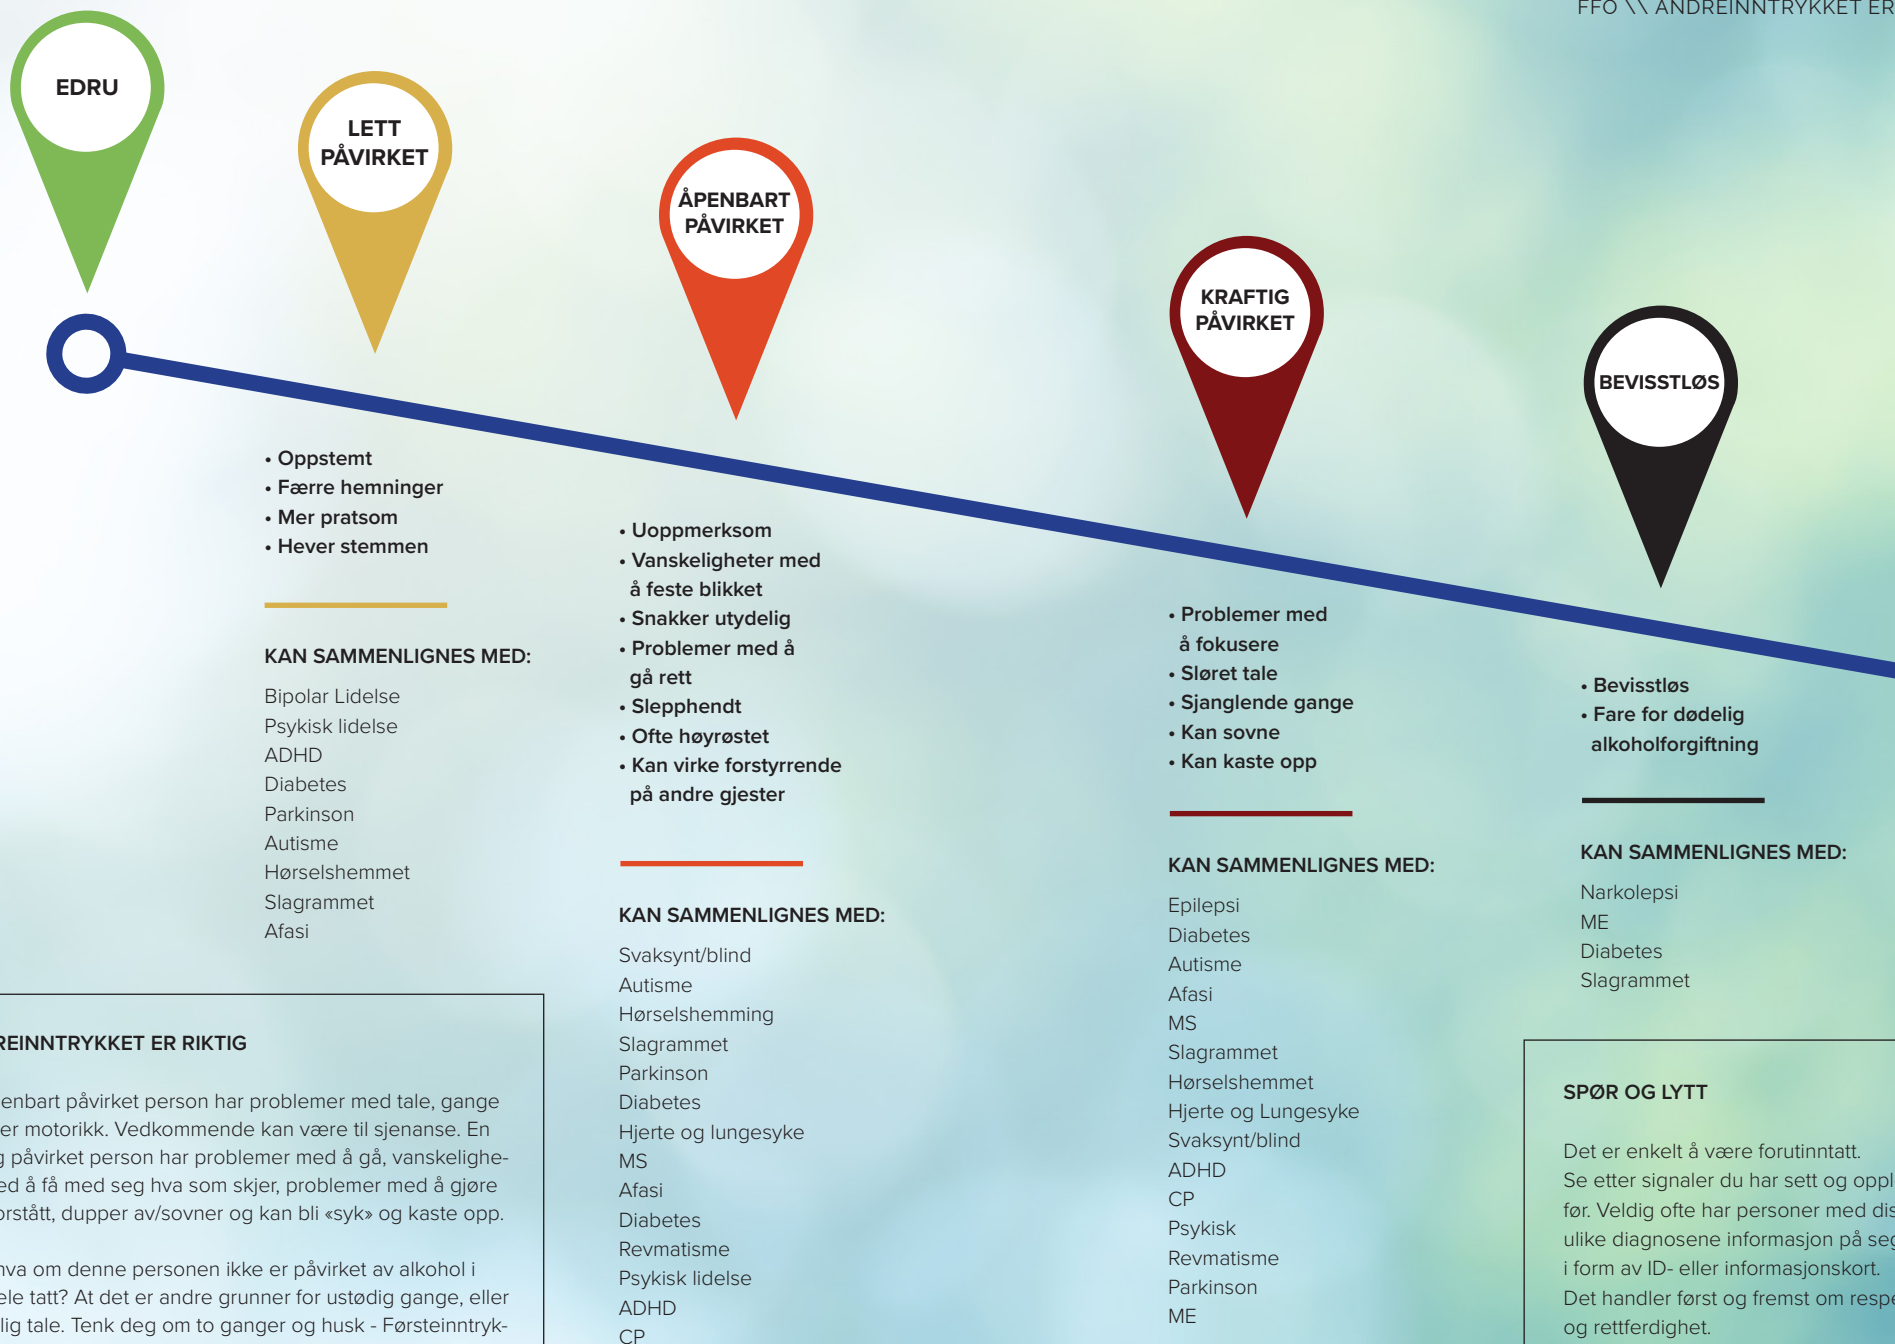 FFO \\ ANDREINNTRYKKET ER
EDRU
LETT
PÅVIRKET
ÅPENBART
PÅVIRKET
KRAFTIG
PÅVIRKET
BEVISSTLØS
• Oppstemt
• Færre hemninger
• Mer pratsom
• Hever stemmen
KAN SAMMENLIGNES MED:
Bipolar Lidelse
Psykisk lidelse
ADHD
Diabetes
Parkinson
Autisme
Hørselshemmet
Slagrammet
Afasi
• Uoppmerksom
• Vanskeligheter med
å feste blikket
• Snakker utydelig
• Problemer med å
gå rett
• Slepphendt
• Ofte høyrøstet
• Kan virke forstyrrende
på andre gjester
KAN SAMMENLIGNES MED:
Svaksynt/blind
Autisme
Hørselshemming
Slagrammet
Parkinson
Diabetes
Hjerte og lungesyke
MS
Afasi
Diabetes
Revmatisme
Psykisk lidelse
ADHD
CP
• Problemer med
å fokusere
• Sløret tale
• Sjanglende gange
• Kan sovne
• Kan kaste opp
KAN SAMMENLIGNES MED:
Epilepsi
Diabetes
Autisme
Afasi
MS
Slagrammet
Hørselshemmet
Hjerte og Lungesyke
Svaksynt/blind
ADHD
CP
Psykisk
Revmatisme
Parkinson
ME
• Bevisstløs
• Fare for dødelig
alkoholforgiftning
KAN SAMMENLIGNES MED:
Narkolepsi
ME
Diabetes
Slagrammet
REINNTRYKKET ER RIKTIG
enbart påvirket person har problemer med tale, gange
er motorikk. Vedkommende kan være til sjenanse. En
g påvirket person har problemer med å gå, vanskelighe-
ed å få med seg hva som skjer, problemer med å gjøre
orstått, dupper av/sovner og kan bli «syk» og kaste opp.
hva om denne personen ikke er påvirket av alkohol i
ele tatt? At det er andre grunner for ustødig gange, eller
lig tale. Tenk deg om to ganger og husk - Førsteinntryk-
SPØR OG LYTT
Det er enkelt å være forutinntatt.
Se etter signaler du har sett og oppl
før. Veldig ofte har personer med dis
ulike diagnosene informasjon på seg
i form av ID- eller informasjonskort.
Det handler først og fremst om respe
og rettferdighet.